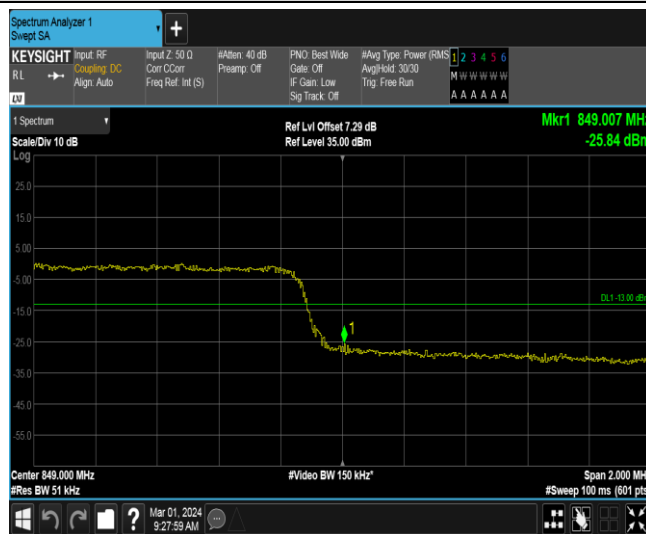 Spectrum Analyzer 1
Swept SA
KEYSIGHT
RL
LXI
Input: RF
Coupling: DC
Align: Auto
Input Z: 50 Ω
Corr CCorr
Freq Ref: Int (S)
#Atten: 40 dB
Preamp: Off
PNO: Best Wide
Gate: Off
IF Gain: Low
Sig Track: Off
#Avg Type: Power (RMS
Avg|Hold: 30/30
Trig: Free Run
1 2 3 4 5 6
M W W W W W
A A A A A A
1 Spectrum
Scale/Div 10 dB
Log
Ref Lvl Offset 7.29 dB
Ref Level 35.00 dBm
Mkr1 849.007 MHz
-25.84 dBm
25.0
15.0
5.00
-5.00
-15.0
-25.0
-35.0
-45.0
-55.0
DL1 -13.00 dBm
1
Center 849.000 MHz
#Res BW 51 kHz
#Video BW 150 kHz*
Span 2.000 MHz
#Sweep 100 ms (601 pts
?
Mar 01, 2024
9:27:59 AM